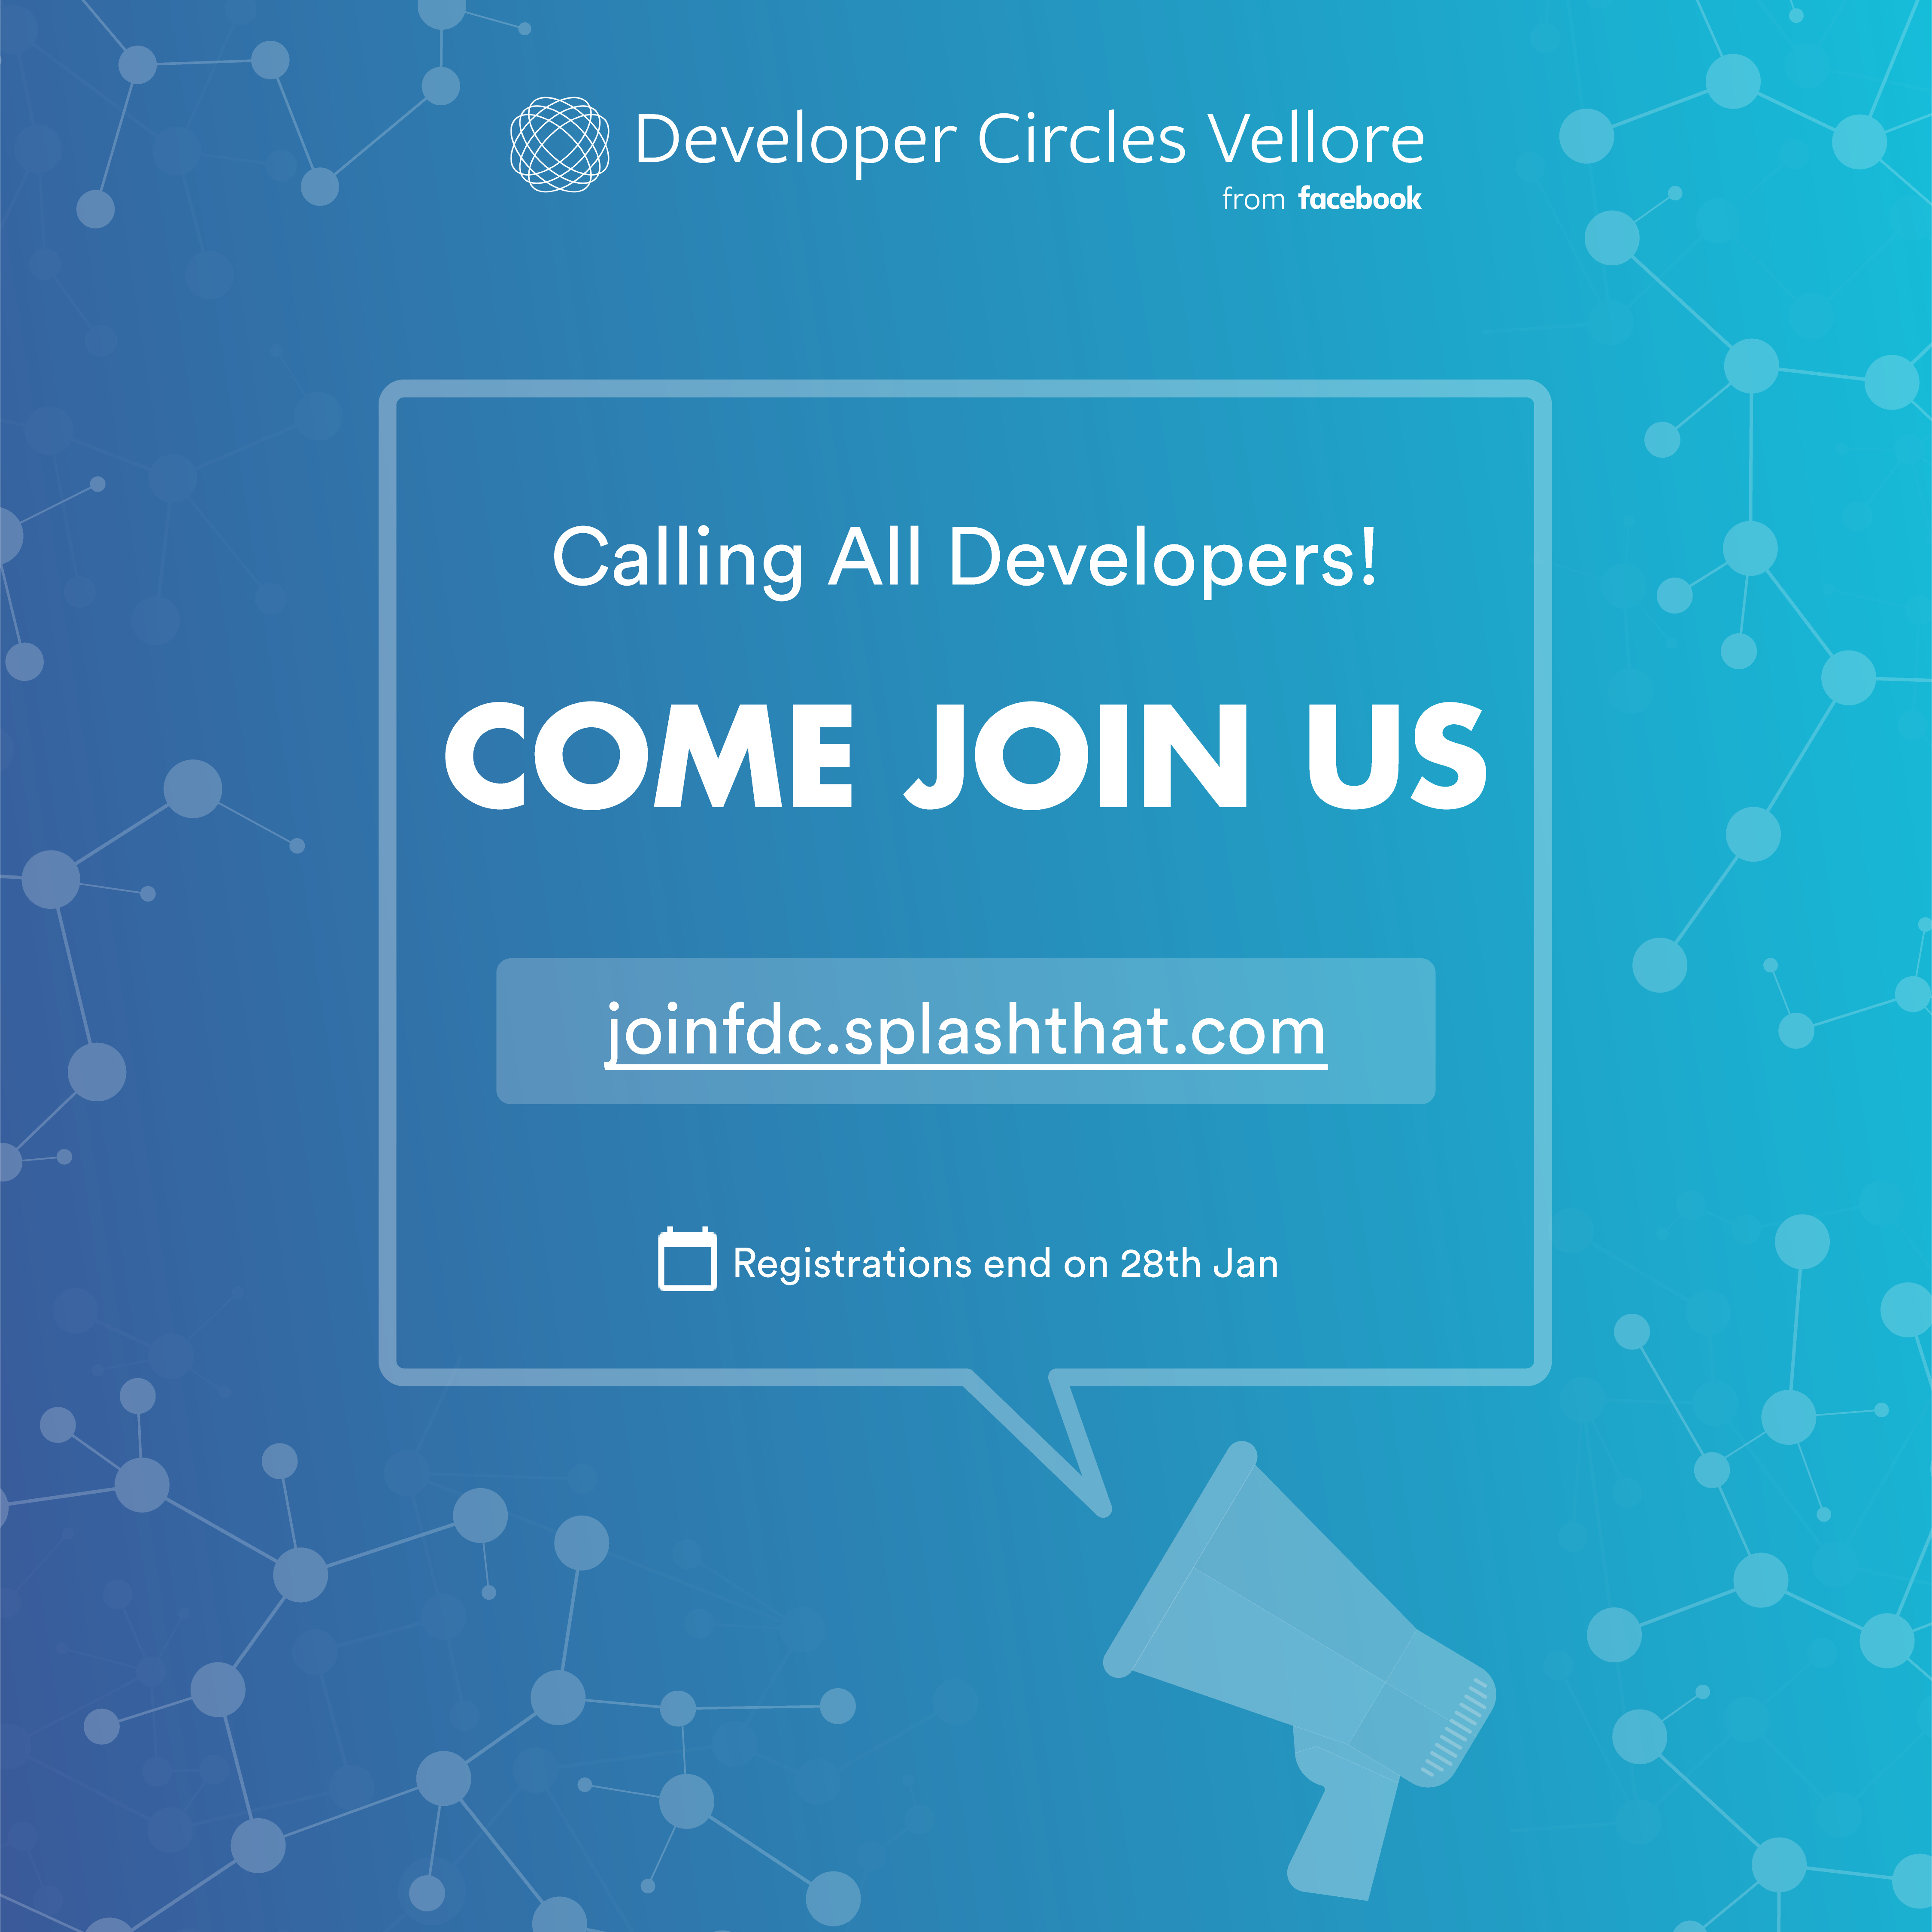 Developer Circles Vellore
from facebook
Calling All Developers!
COME JOIN US
joinfdc.splashthat.com
Registrations end on 28th Jan